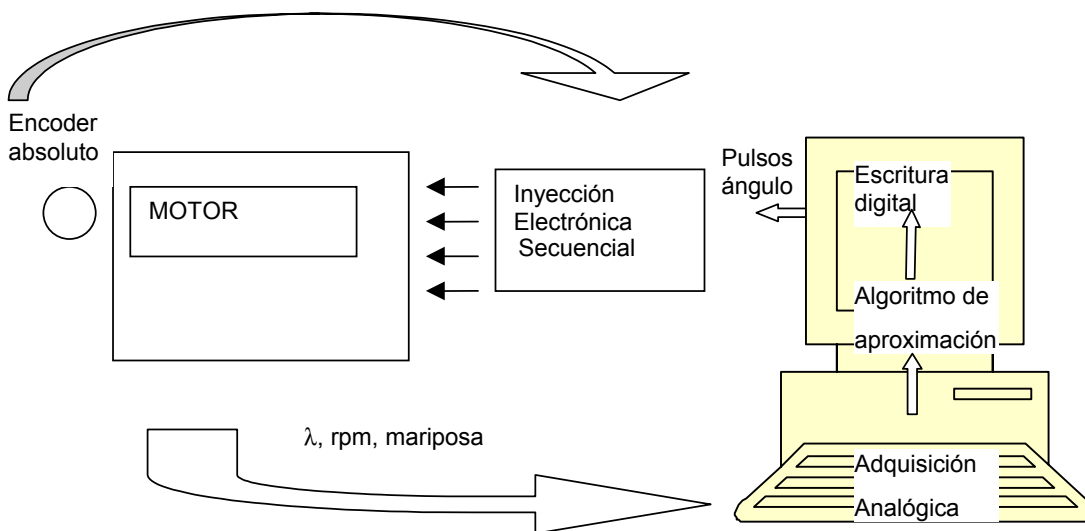 Encoder
absoluto
MOTOR
Inyección
Electrónica
Secuencial
Pulsos
ángulo
Escritura
digital
Algoritmo de
aproximación
λ, rpm, mariposa
Adquisición
Analógica